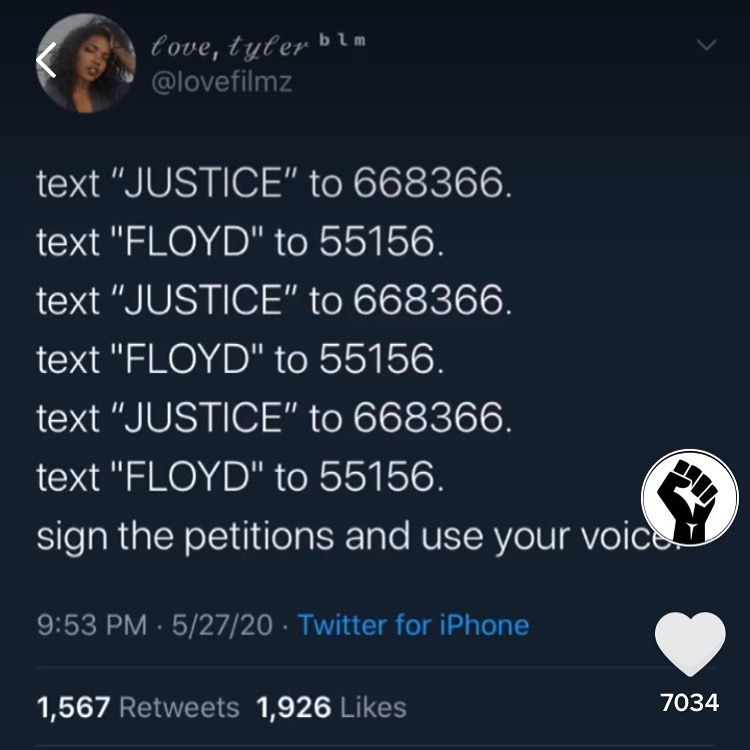 love, tyler ᵇˡᵐ
@lovefilmz
text “JUSTICE” to 668366.
text "FLOYD" to 55156.
text “JUSTICE” to 668366.
text "FLOYD" to 55156.
text “JUSTICE” to 668366.
text "FLOYD" to 55156.
sign the petitions and use your voice.
9:53 PM · 5/27/20 · Twitter for iPhone
1,567 Retweets 1,926 Likes
7034